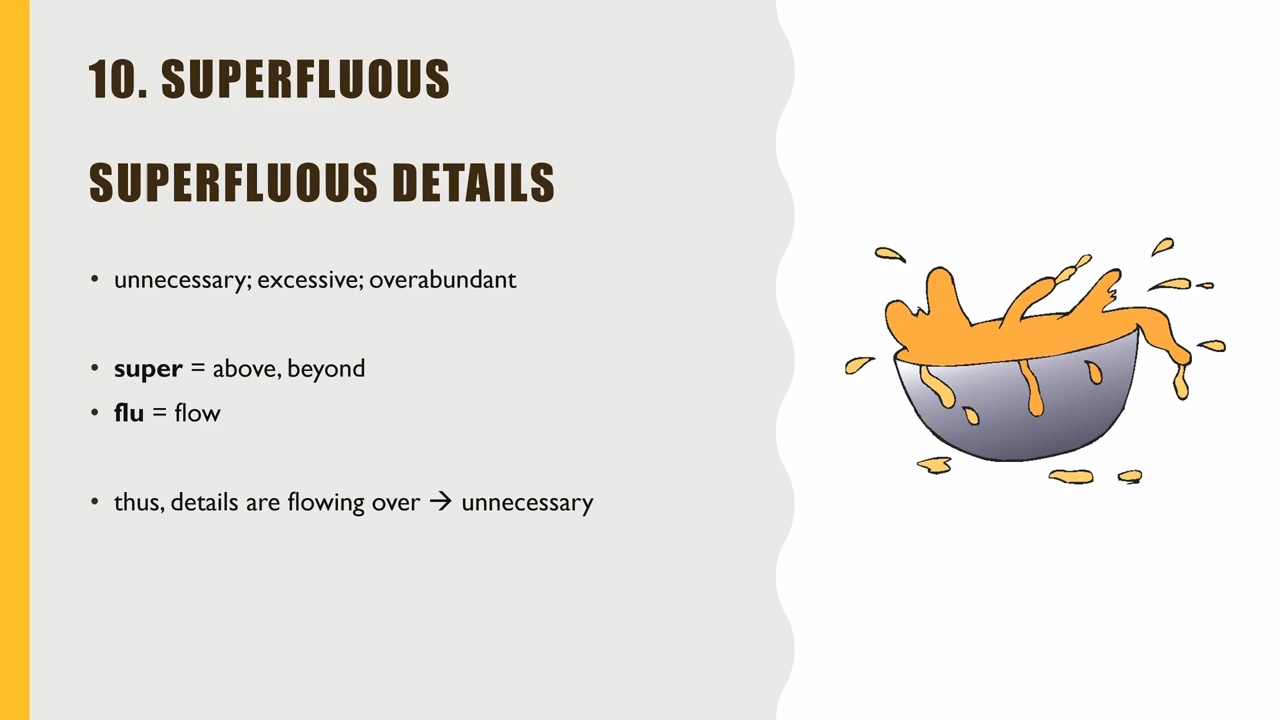 10. SUPERFLUOUS
SUPERFLUOUS DETAILS
• unnecessary; excessive; overabundant
• super = above, beyond
• flu = flow
• thus, details are flowing over → unnecessary